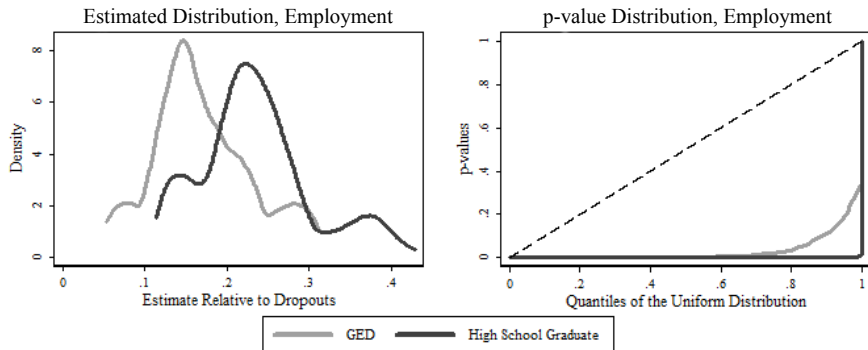 Estimated Distribution, Employment
8
6
4
2
0
Density
0 .1 .2 .3 .4
Estimate Relative to Dropouts
p-value Distribution, Employment
1
.8
.6
.4
.2
0
p-values
0 .2 .4 .6 .8 1
Quantiles of the Uniform Distribution
GED High School Graduate